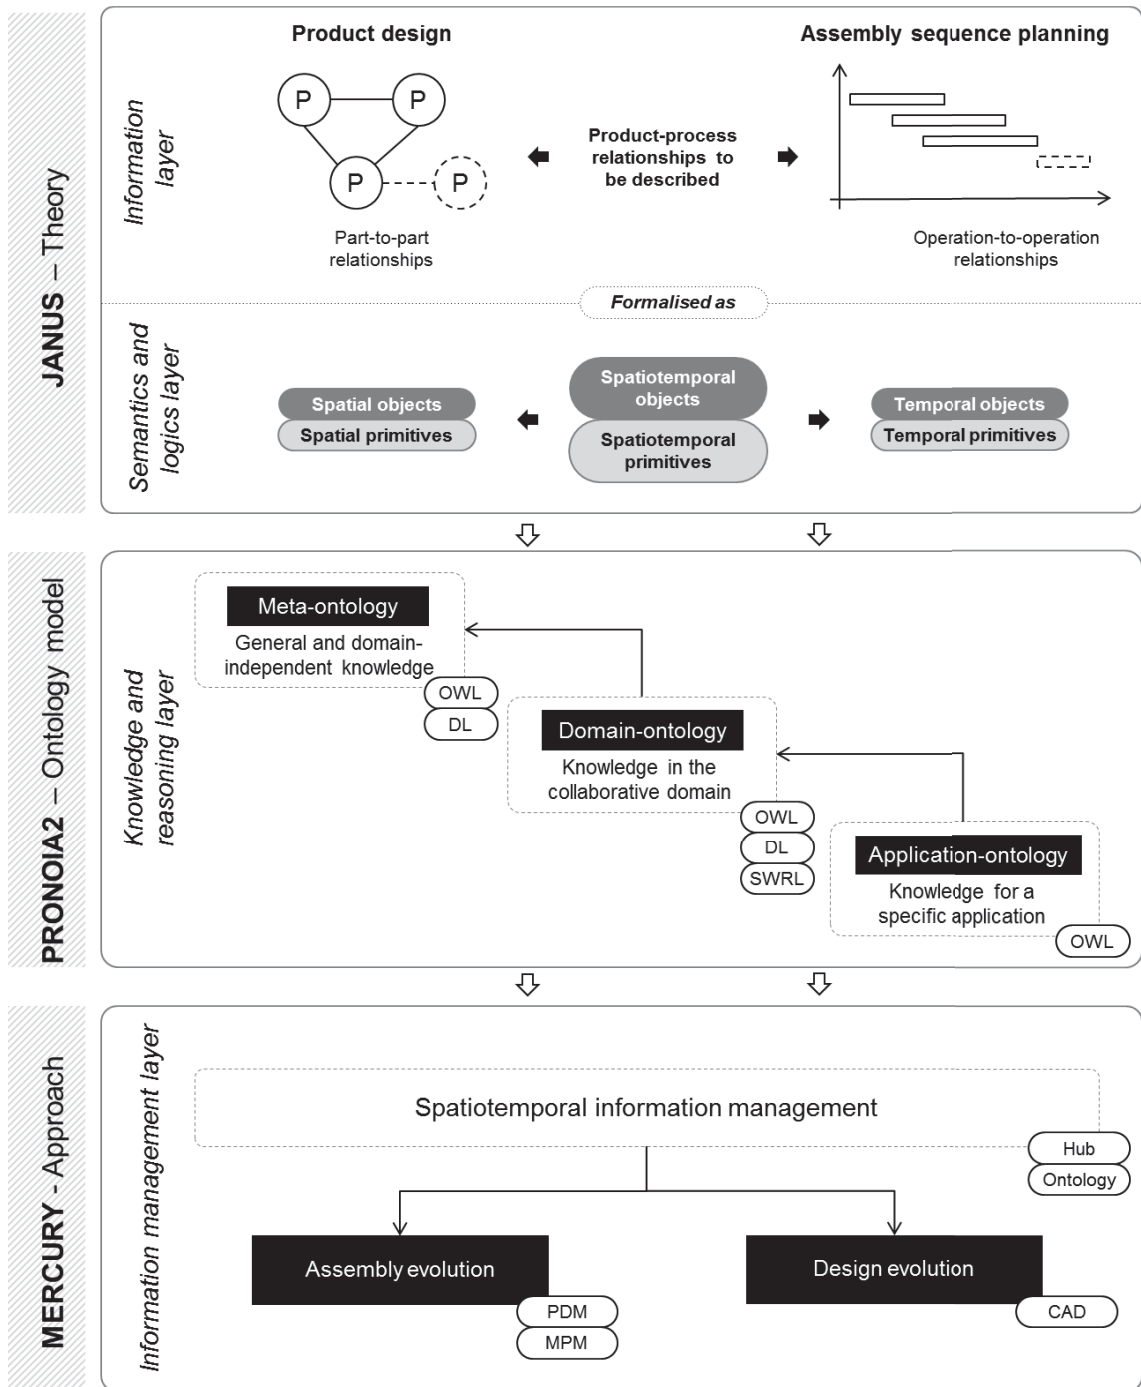 JANUS – Theory
Information
layer
Product design
Assembly sequence planning
P
P
P
P
Product-process
relationships to
be described
Part-to-part
relationships
Operation-to-operation
relationships
Formalised as
Semantics and
logics layer
Spatial objects
Spatial primitives
Spatiotemporal
objects
Spatiotemporal
primitives
Temporal objects
Temporal primitives
PRONOIA2 – Ontology model
Knowledge and
reasoning layer
Meta-ontology
General and domain-
independent knowledge
OWL
DL
Domain-ontology
Knowledge in the
collaborative domain
OWL
DL
SWRL
Application-ontology
Knowledge for a
specific application
OWL
MERCURY - Approach
Information management layer
Spatiotemporal information management
Hub
Ontology
Assembly evolution
PDM
MPM
Design evolution
CAD